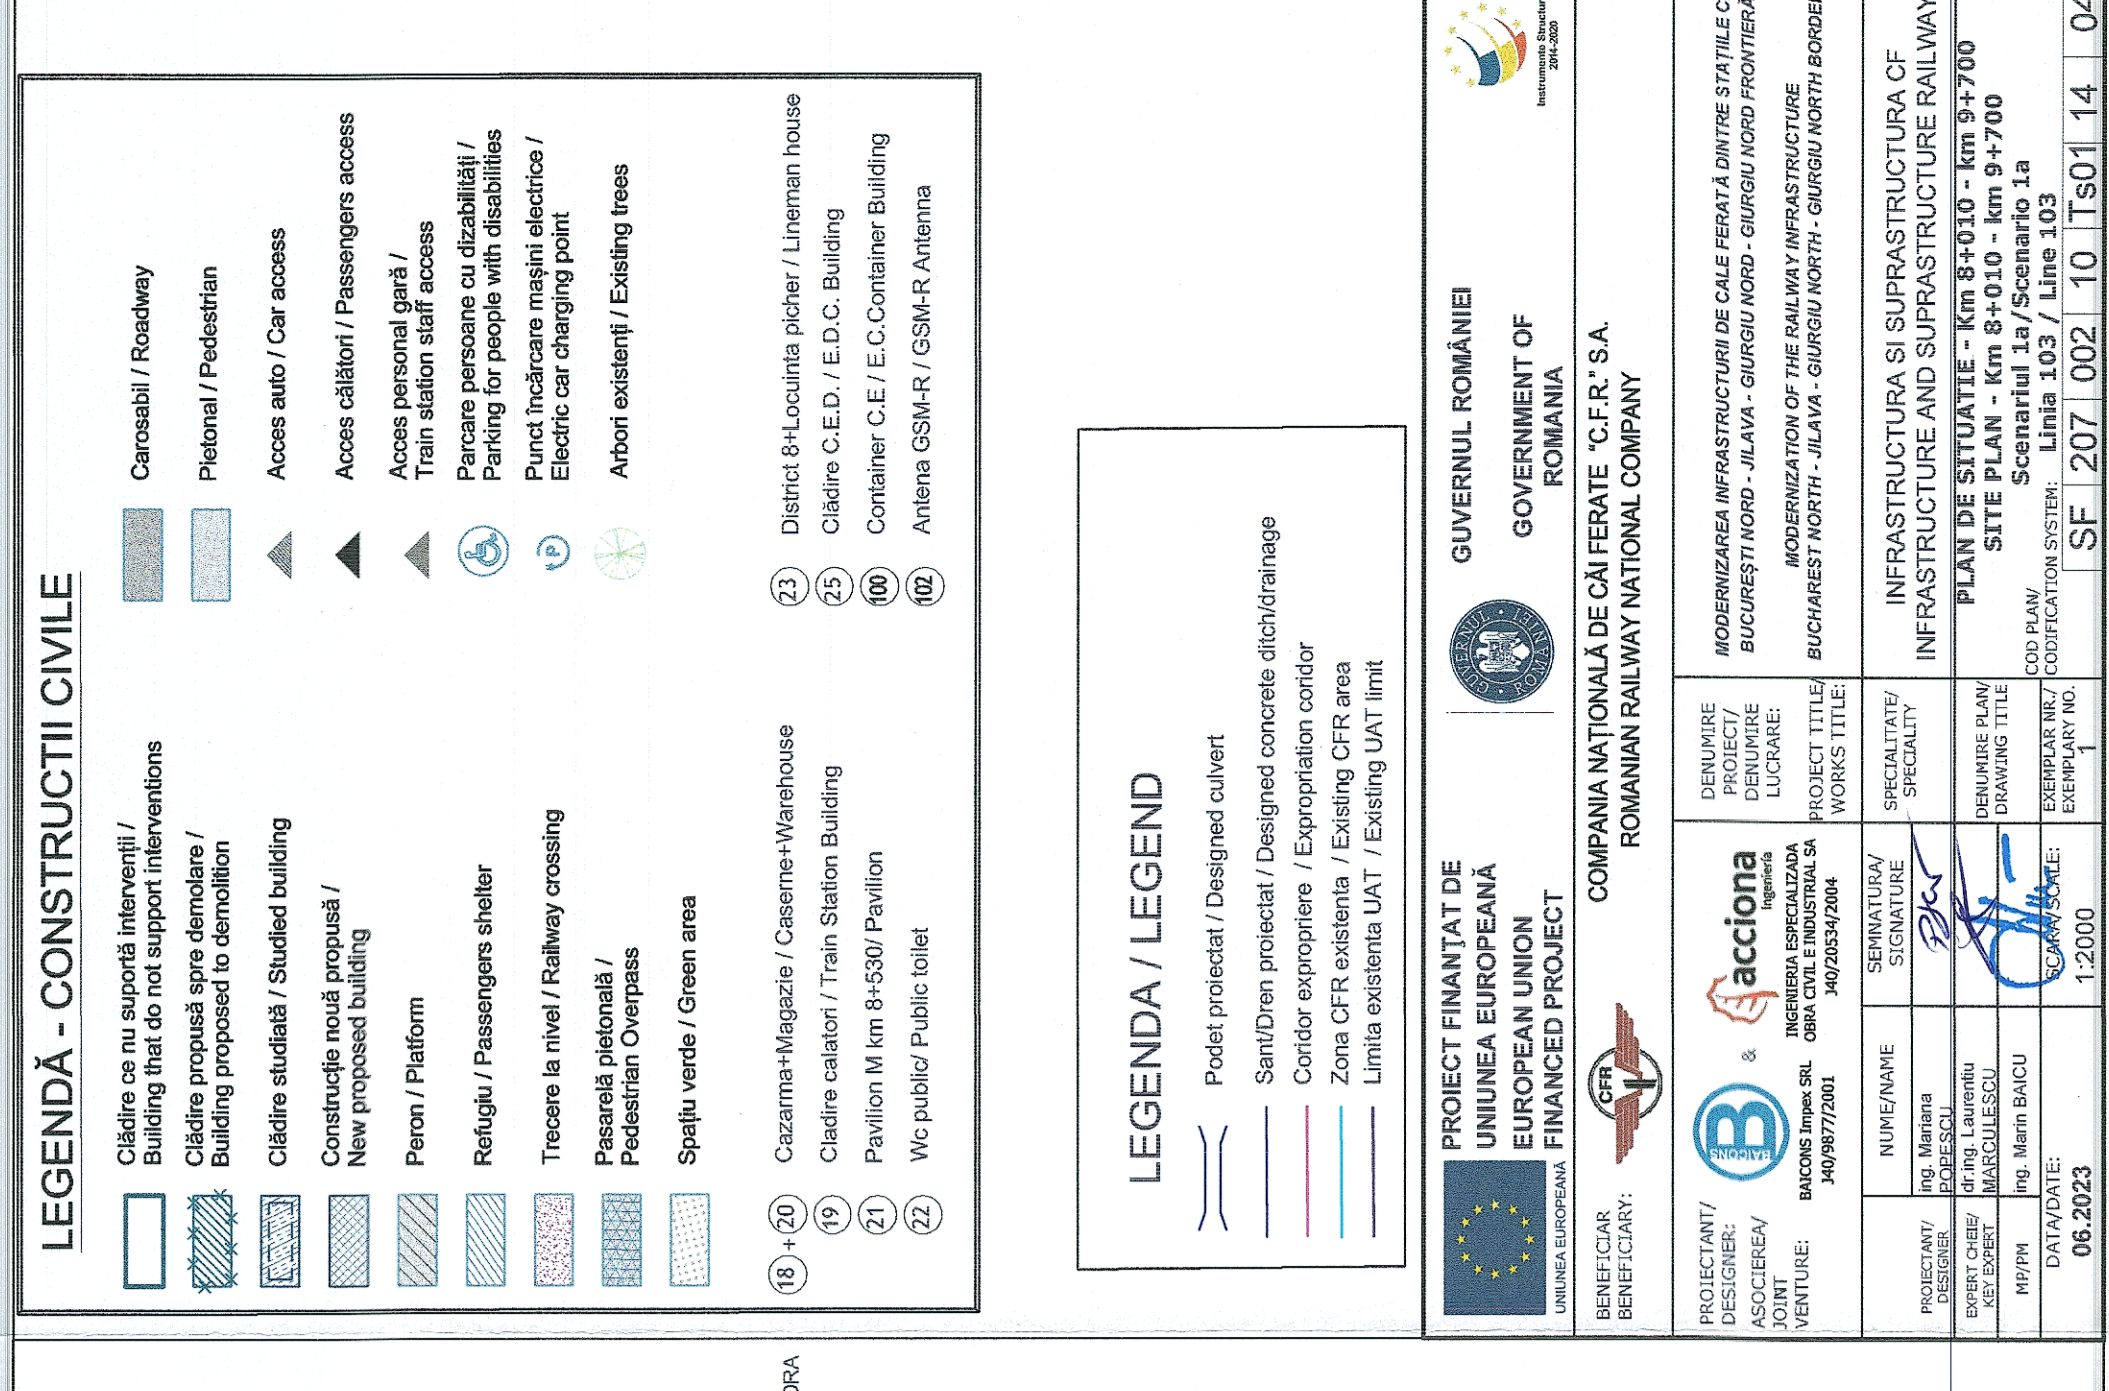 LEGENDĂ - CONSTRUCTII CIVILE
Clădire ce nu suportă intervenții /
Building that do not support interventions
Clădire propusă spre demolare /
Building proposed to demolition
Clădire studiată / Studied building
Construcție nouă propusă /
New proposed building
Peron / Platform
Refugiu / Passengers shelter
Trecere la nivel / Railway crossing
Pasarelă pietonală /
Pedestrian Overpass
Spațiu verde / Green area
Carosabil / Roadway
Pietonal / Pedestrian
Acces auto / Car access
Acces călători / Passengers access
Acces personal gară /
Train station staff access
Parcare persoane cu dizabilități /
Parking for people with disabilities
P
Punct încărcare mașini electrice /
Electric car charging point
Arbori existenți / Existing trees
18 + 20 Cazarma+Magazie / Caserne+Warehouse
19 Cladire calatori / Train Station Building
21 Pavilion M km 8+530/ Pavilion
22 Wc public/ Public toilet
23 District 8+Locuinta picher / Lineman house
25 Clădire C.E.D. / E.D.C. Building
100 Container C.E / E.C.Container Building
102 Antena GSM-R / GSM-R Antenna
LEGENDA / LEGEND
Podet proiectat / Designed culvert
Sant/Dren proiectat / Designed concrete ditch/drainage
Coridor expropriere / Expropriation coridor
Zona CFR existenta / Existing CFR area
Limita existenta UAT / Existing UAT limit
UNIUNEA EUROPEANĂ
PROIECT FINANȚAT DE
UNIUNEA EUROPEANĂ
EUROPEAN UNION
FINANCED PROJECT
GUVERNUL ROMÂNIEI
GUVERNUL ROMÂNIEI
GOVERNMENT OF
ROMANIA
Instrumente Structur
2014-2020
BENEFICIAR
BENEFICIARY:
CFR
COMPANIA NAȚIONALĂ DE CĂI FERATE "C.F.R." S.A.
ROMANIAN RAILWAY NATIONAL COMPANY
PROIECTANT/
DESIGNER:
ASOCIEREA/
JOINT
VENTURE:
B
BAICONS
BAICONS Impex SRL
J40/9877/2001
&
acciona
Ingeniería
INGENIERIA ESPECIALIZADA
OBRA CIVIL E INDUSTRIAL SA
J40/20534/2004
DENUMIRE
PROIECT/
DENUMIRE
LUCRARE:
PROJECT TITLE/
WORKS TITLE:
MODERNIZAREA INFRASTRUCTURII DE CALE FERATĂ DINTRE STAȚIILE C
BUCUREȘTI NORD - JILAVA - GIURGIU NORD - GIURGIU NORD FRONTIERĂ
MODERNIZATION OF THE RAILWAY INFRASTRUCTURE
BUCHAREST NORTH - JILAVA - GIURGIU NORTH - GIURGIU NORTH BORDER
NUME/NAME
SEMNATURA/
SIGNATURE
SPECIALITATE/
SPECIALITY
INFRASTRUCTURA SI SUPRASTRUCTURA CF
INFRASTRUCTURE AND SUPRASTRUCTURE RAILWAY
PROIECTANT/
DESIGNER
ing. Mariana
POPESCU
EXPERT CHEIE/
KEY EXPERT
dr.ing. Laurentiu
MARCULESCU
MP/PM
ing. Marin BAICU
DENUMIRE PLAN/
DRAWING TITLE
PLAN DE SITUATIE - Km 8+010 - km 9+700
SITE PLAN - Km 8+010 - km 9+700
Scenariul 1a/Scenario 1a
Linia 103 / Line 103
DATA/DATE:
06.2023
SCARA/SCALE:
1:2000
EXEMPLAR NR./
EXEMPLARY NO.
1
COD PLAN/
CODIFICATION SYSTEM:
SF 207 002 10 Ts01 14 04
ORA